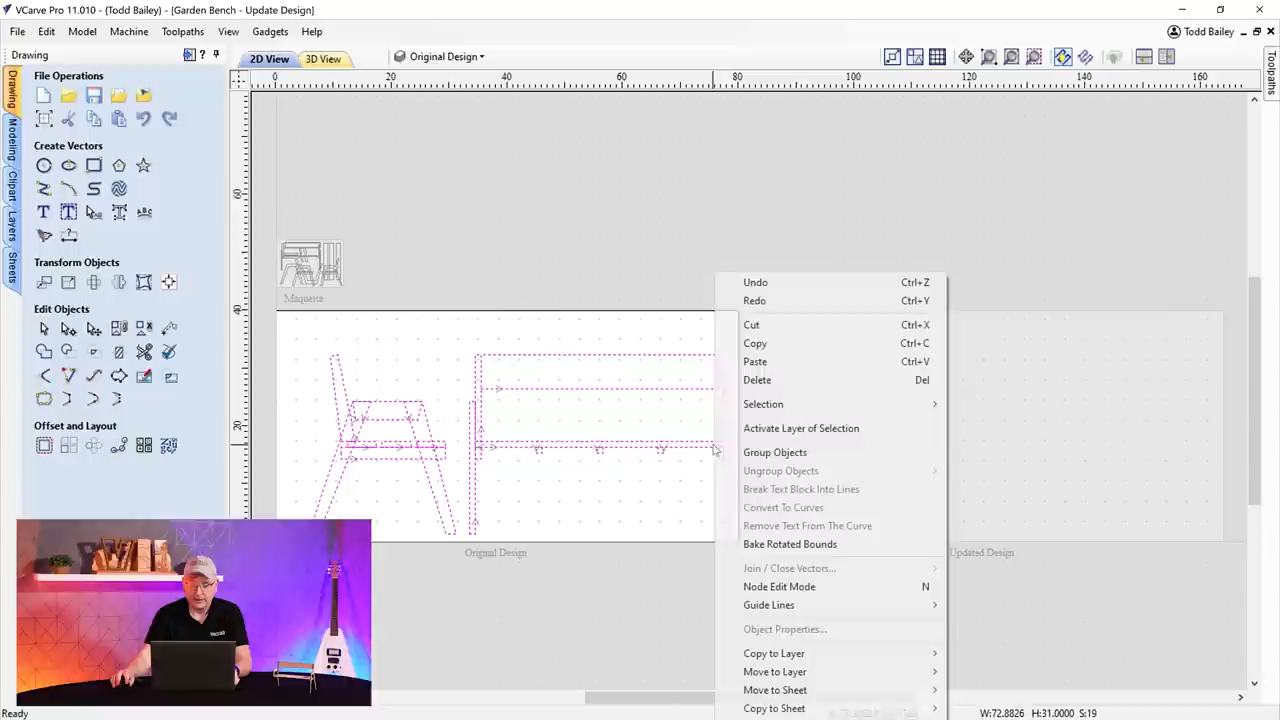 VCarve Pro 11.010 - {Todd Bailey} - [Garden Bench - Update Design]
File Edit Model Machine Toolpaths View Gadgets Help
Todd Bailey
Drawing
2D View 3D View Original Design
Toolpaths
Drawing
Modeling
Clipart
Layers
Sheets
File Operations
Create Vectors
Transform Objects
Edit Objects
Offset and Layout
0 20 40 60 80 100 120 140 160
60
40
20
Maquette
Original Design
Updated Design
Undo Ctrl+Z
Redo Ctrl+Y
Cut Ctrl+X
Copy Ctrl+C
Paste Ctrl+V
Delete Del
Selection
Activate Layer of Selection
Group Objects
Ungroup Objects
Break Text Block Into Lines
Convert To Curves
Remove Text From The Curve
Bake Rotated Bounds
Join / Close Vectors...
Node Edit Mode N
Guide Lines
Object Properties...
Copy to Layer
Move to Layer
Move to Sheet
Copy to Sheet
Ready
W:72.8826 H:31.0000 S:19